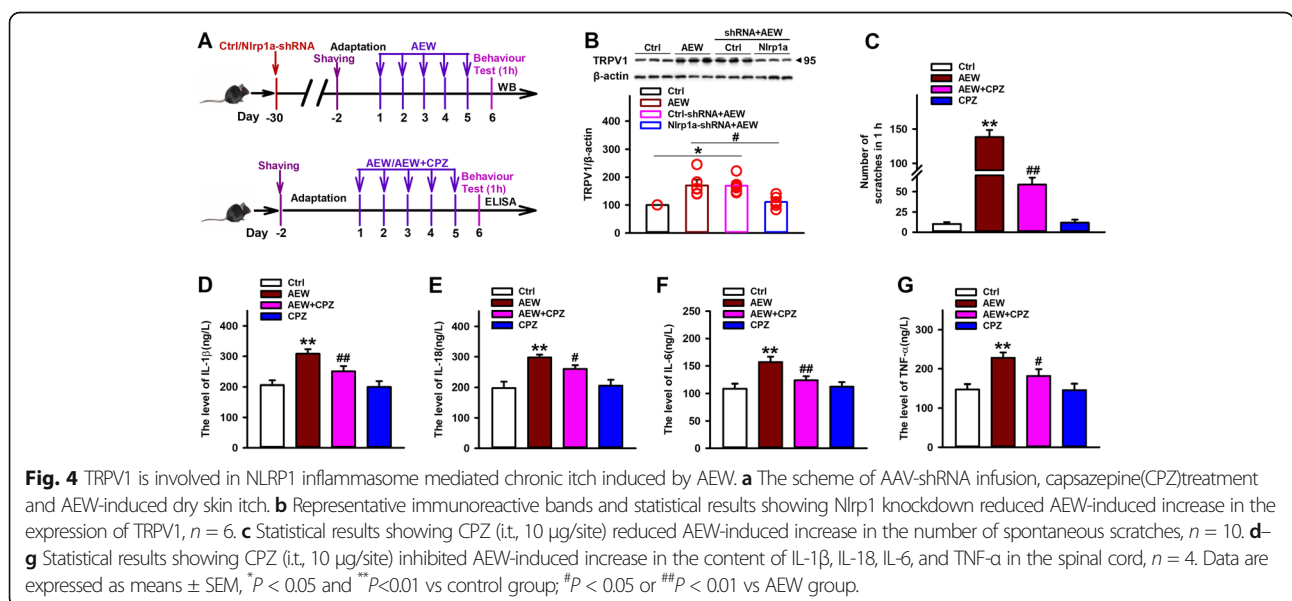 A
Ctrl/Nlrp1a-shRNA
Shaving
Adaptation
AEW
Behaviour
Test (1h)
WB
Day -30 -2 1 2 3 4 5 6
Shaving
Adaptation
AEW/AEW+CPZ
Behaviour
Test (1h)
ELISA
Day -2 1 2 3 4 5 6
B
shRNA+AEW
Ctrl AEW Ctrl Nlrp1a
TRPV1 ◄95
β-actin
Ctrl
AEW
Ctrl-shRNA+AEW
Nlrp1a-shRNA+AEW
TRPV1/β-actin
400
300
200
100
0
*
#
C
Ctrl
AEW
AEW+CPZ
CPZ
Number of
scratches in 1 h
150
100
75
50
25
0
**
##
D
Ctrl
AEW
AEW+CPZ
CPZ
The level of IL-1β(ng/L)
400
300
200
100
0
**
##
E
Ctrl
AEW
AEW+CPZ
CPZ
The level of IL-18(ng/L)
400
300
200
100
0
**
#
F
Ctrl
AEW
AEW+CPZ
CPZ
The level of IL-6(ng/L)
200
150
100
50
0
**
##
G
Ctrl
AEW
AEW+CPZ
CPZ
The level of TNF-α(ng/L)
300
200
100
0
**
#
Fig. 4 TRPV1 is involved in NLRP1 inflammasome mediated chronic itch induced by AEW. a The scheme of AAV-shRNA infusion, capsazepine(CPZ)treatment
and AEW-induced dry skin itch. b Representative immunoreactive bands and statistical results showing Nlrp1 knockdown reduced AEW-induced increase in the
expression of TRPV1, n = 6. c Statistical results showing CPZ (i.t., 10 μg/site) reduced AEW-induced increase in the number of spontaneous scratches, n = 10. d–
g Statistical results showing CPZ (i.t., 10 μg/site) inhibited AEW-induced increase in the content of IL-1β, IL-18, IL-6, and TNF-α in the spinal cord, n = 4. Data are
expressed as means ± SEM, *P < 0.05 and **P<0.01 vs control group; #P < 0.05 or ##P < 0.01 vs AEW group.